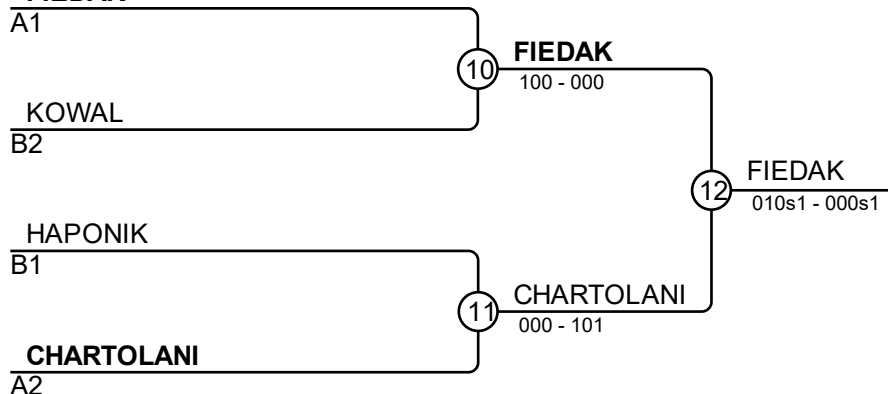 A1
10
FIEDAK
100 - 000
KOWAL
B2
12
FIEDAK
010s1 - 000s1
HAPONIK
B1
11
CHARTOLANI
000 - 101
CHARTOLANI
A2